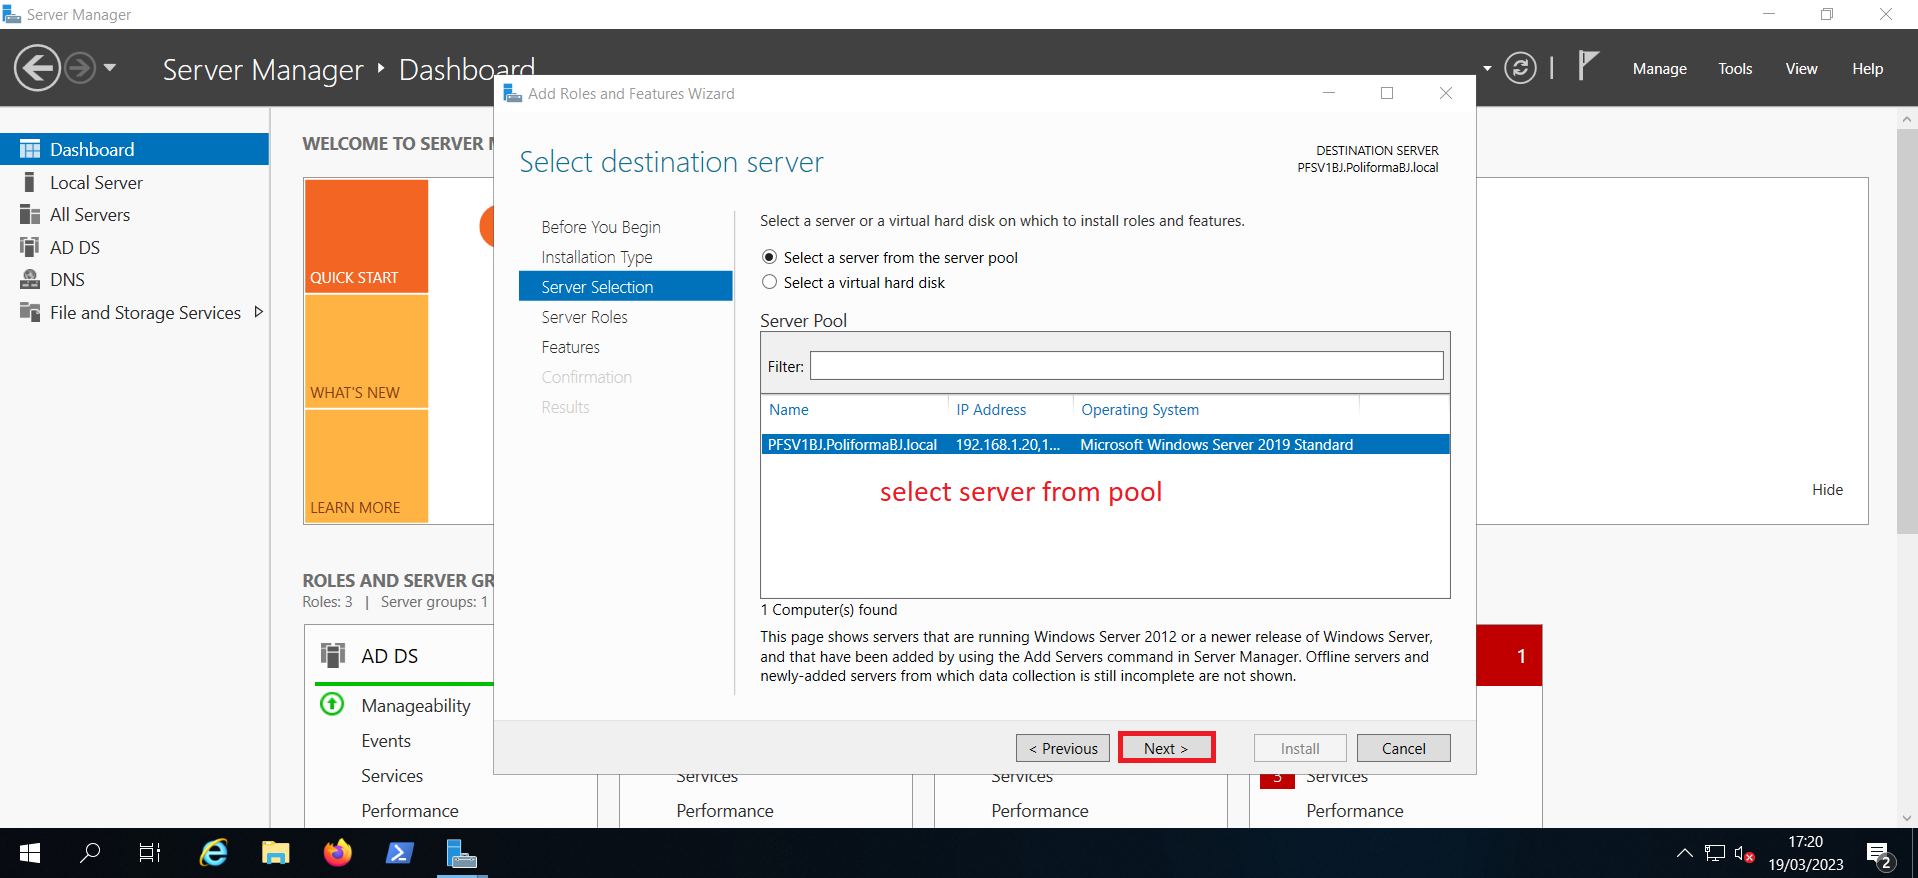 Server Manager
Server Manager ‣ Dashboard
Manage Tools View Help
Dashboard
Local Server
All Servers
AD DS
DNS
File and Storage Services
WELCOME TO SERVER
QUICK START
WHAT'S NEW
LEARN MORE
Hide
ROLES AND SERVER GR
Roles: 3 | Server groups: 1
AD DS
Manageability
Events
Services
Performance
Services
Performance
Services
Performance
1
3 Services
Performance
Add Roles and Features Wizard
Select destination server
DESTINATION SERVER
PFSV1BJ.PoliformaBJ.local
Before You Begin
Installation Type
Server Selection
Server Roles
Features
Confirmation
Results
Select a server or a virtual hard disk on which to install roles and features.
Select a server from the server pool
Select a virtual hard disk
Server Pool
Filter:
Name IP Address Operating System
PFSV1BJ.PoliformaBJ.local 192.168.1.20,1... Microsoft Windows Server 2019 Standard
select server from pool
1 Computer(s) found
This page shows servers that are running Windows Server 2012 or a newer release of Windows Server,
and that have been added by using the Add Servers command in Server Manager. Offline servers and
newly-added servers from which data collection is still incomplete are not shown.
< Previous Next > Install Cancel
17:20
19/03/2023
2